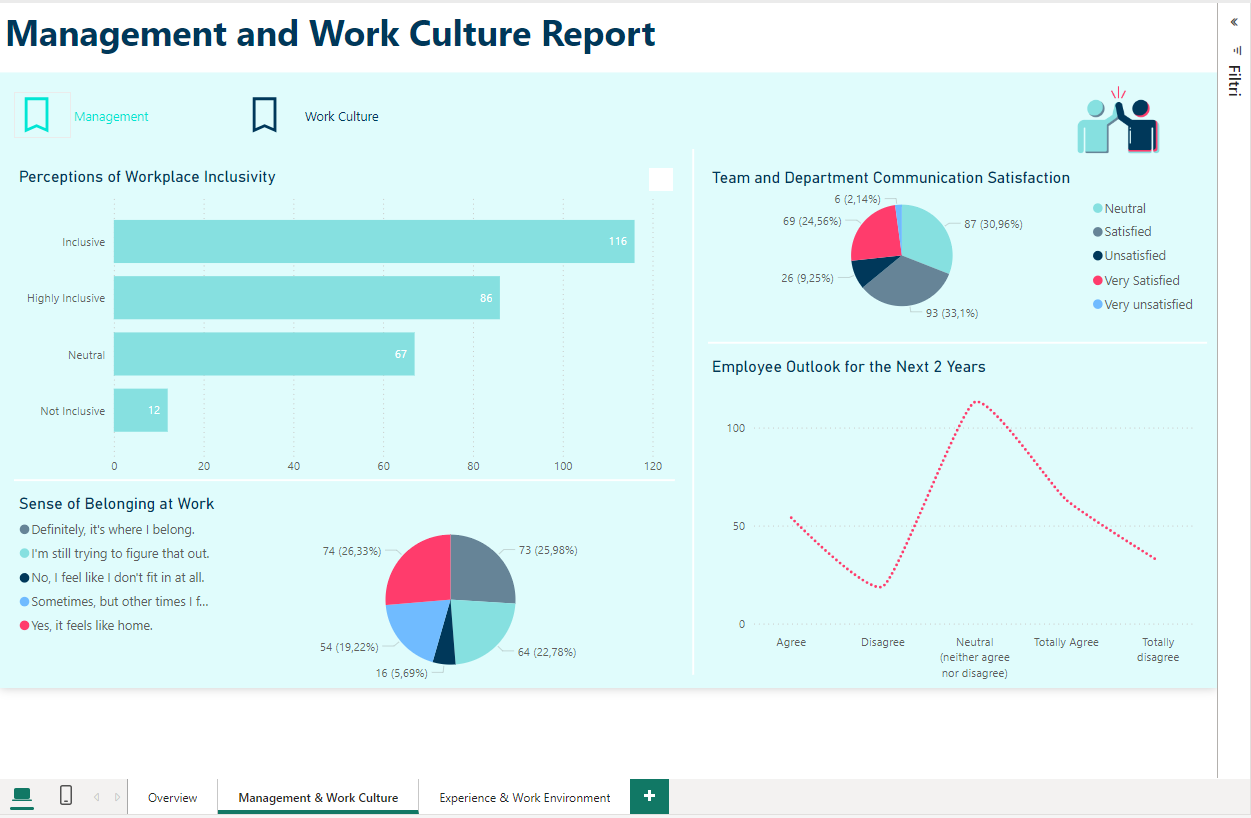 Management and Work Culture Report
Filtri
Management
Work Culture
Perceptions of Workplace Inclusivity
Inclusive
116
Highly Inclusive
86
Neutral
67
Not Inclusive
12
0 20 40 60 80 100 120
Team and Department Communication Satisfaction
6 (2,14%)
69 (24,56%)
87 (30,96%)
26 (9,25%)
93 (33,1%)
Neutral
Satisfied
Unsatisfied
Very Satisfied
Very unsatisfied
Sense of Belonging at Work
Definitely, it's where I belong.
I'm still trying to figure that out.
No, I feel like I don't fit in at all.
Sometimes, but other times I f...
Yes, it feels like home.
74 (26,33%)
73 (25,98%)
54 (19,22%)
64 (22,78%)
16 (5,69%)
Employee Outlook for the Next 2 Years
100
50
0
Agree
Disagree
Neutral
(neither agree
nor disagree)
Totally Agree
Totally
disagree
Overview
Management & Work Culture
Experience & Work Environment